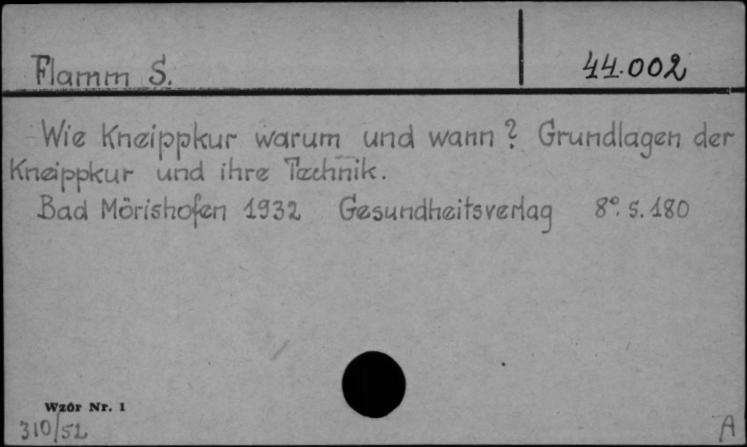 Flamm S.
44.002
Wie Kneippkur warum und wann? Grundlagen der
Kneippkur und ihre Technik.
Bad Mörishofen 1932 Gesundheitsverlag 8°. S. 180
Wzór Nr. 1
310/52
A